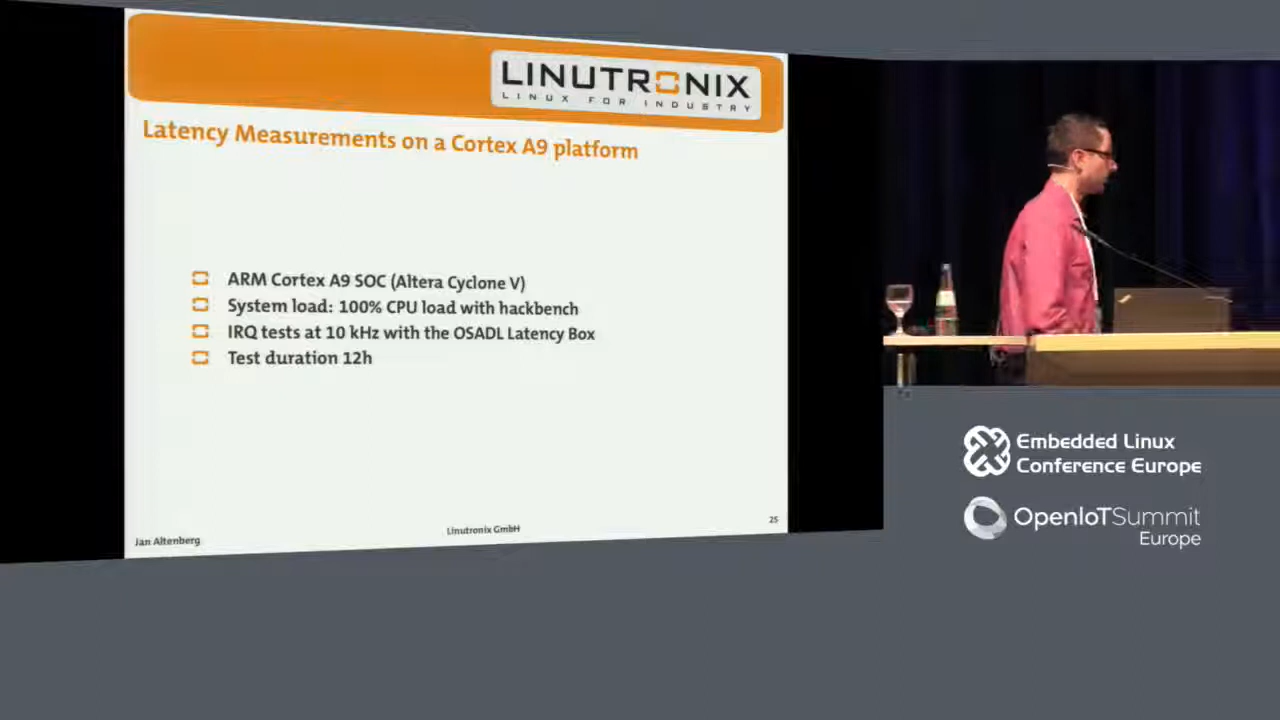 LINUTRONIX
LINUX FOR INDUSTRY
Latency Measurements on a Cortex A9 platform
ARM Cortex A9 SOC (Altera Cyclone V)
System load: 100% CPU load with hackbench
IRQ tests at 10 kHz with the OSADL Latency Box
Test duration 12h
Jan Altenberg
Linutronix GmbH
25
Embedded Linux
Conference Europe
OpenIoTSummit
Europe